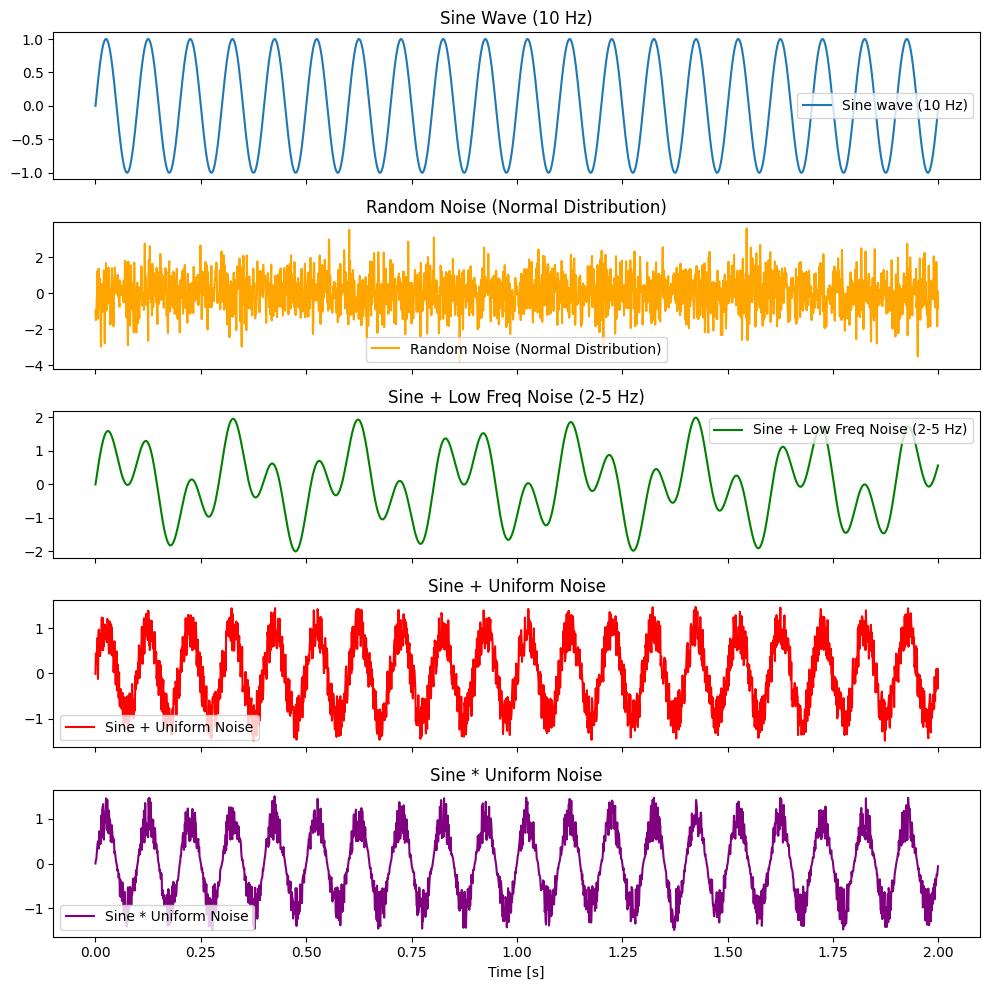 Sine Wave (10 Hz)
1.0
0.5
0.0
−0.5
−1.0
Sine wave (10 Hz)
Random Noise (Normal Distribution)
2
0
−2
−4
Random Noise (Normal Distribution)
Sine + Low Freq Noise (2-5 Hz)
2
1
0
−1
−2
Sine + Low Freq Noise (2-5 Hz)
Sine + Uniform Noise
1
0
−1
Sine + Uniform Noise
Sine * Uniform Noise
1
0
−1
Sine * Uniform Noise
0.00 0.25 0.50 0.75 1.00 1.25 1.50 1.75 2.00
Time [s]